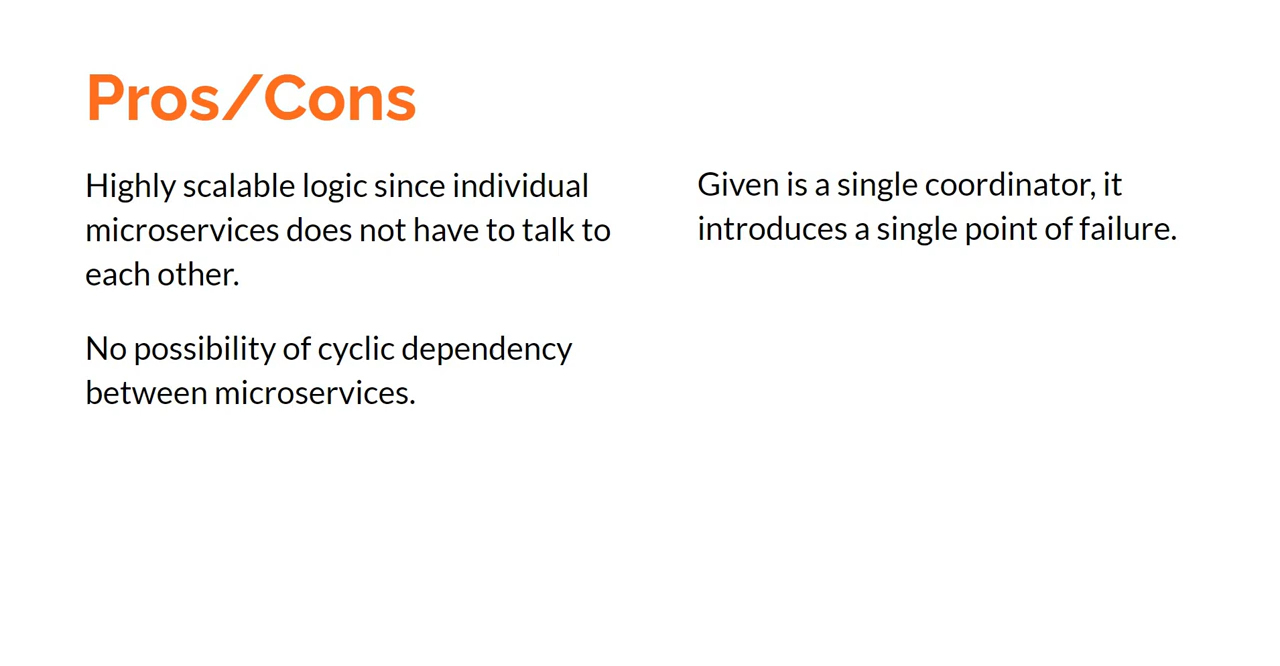 Pros/Cons
Highly scalable logic since individual
microservices does not have to talk to
each other.
No possibility of cyclic dependency
between microservices.
Given is a single coordinator, it
introduces a single point of failure.